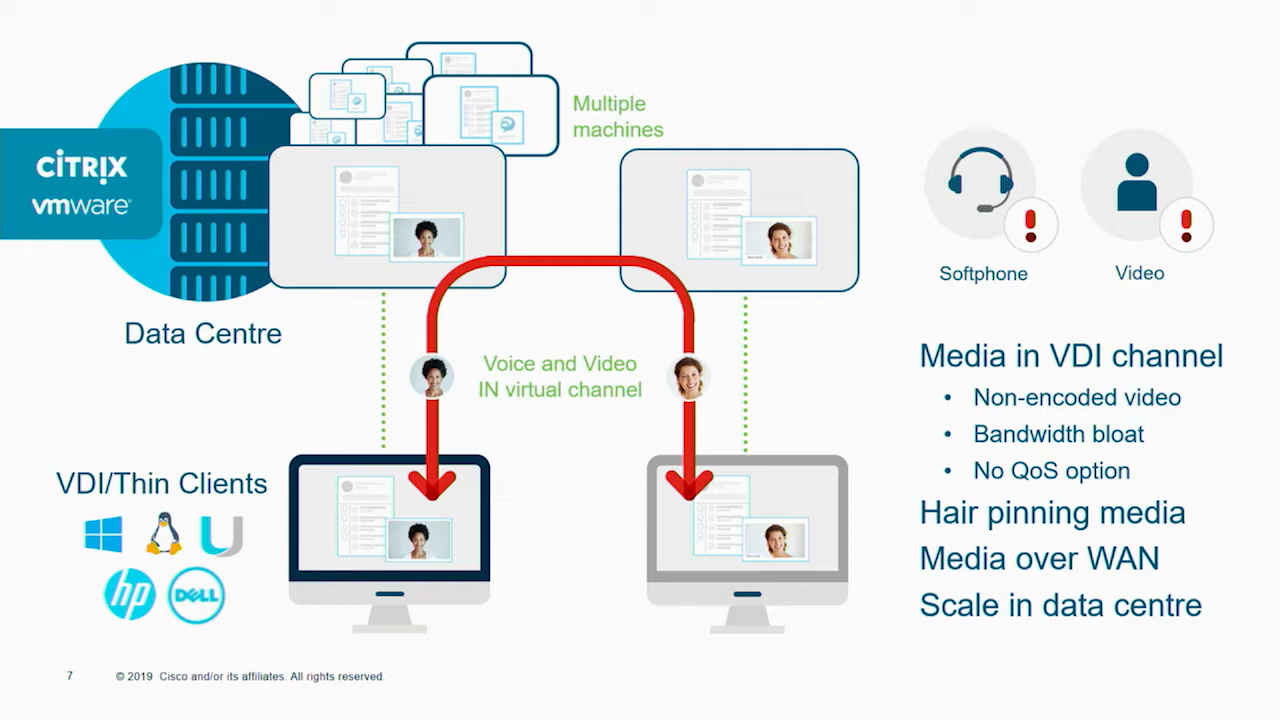 CITRIX
vmware®
Multiple
machines
Data Centre
Voice and Video
IN virtual channel
VDI/Thin Clients
U
hp
DELL
Softphone
Video
Media in VDI channel
• Non-encoded video
• Bandwidth bloat
• No QoS option
Hair pinning media
Media over WAN
Scale in data centre
7 © 2019 Cisco and/or its affiliates. All rights reserved.